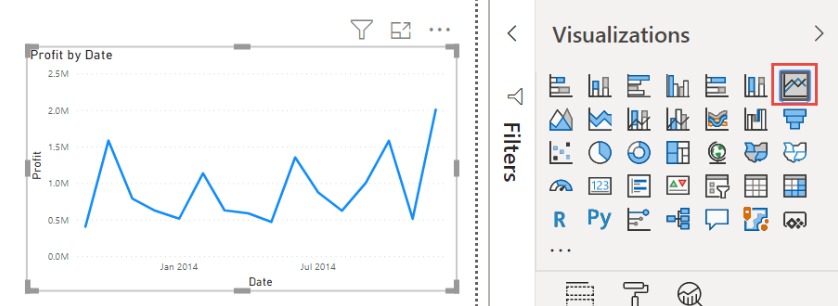 Profit by Date
2.5M
2.0M
1.5M
1.0M
0.5M
0.0M
Profit
Jan 2014
Jul 2014
Date
Filters
Visualizations
123
R
Py